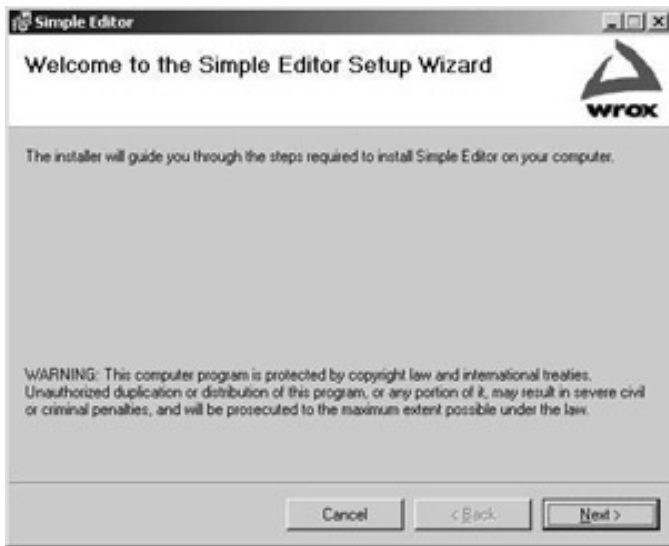 Simple Editor
Welcome to the Simple Editor Setup Wizard
wrox
The installer will guide you through the steps required to install Simple Editor on your computer.
WARNING: This computer program is protected by copyright law and international treaties.
Unauthorized duplication or distribution of this program, or any portion of it, may result in severe civil
or criminal penalties, and will be prosecuted to the maximum extent possible under the law.
Cancel
< Back
Next >